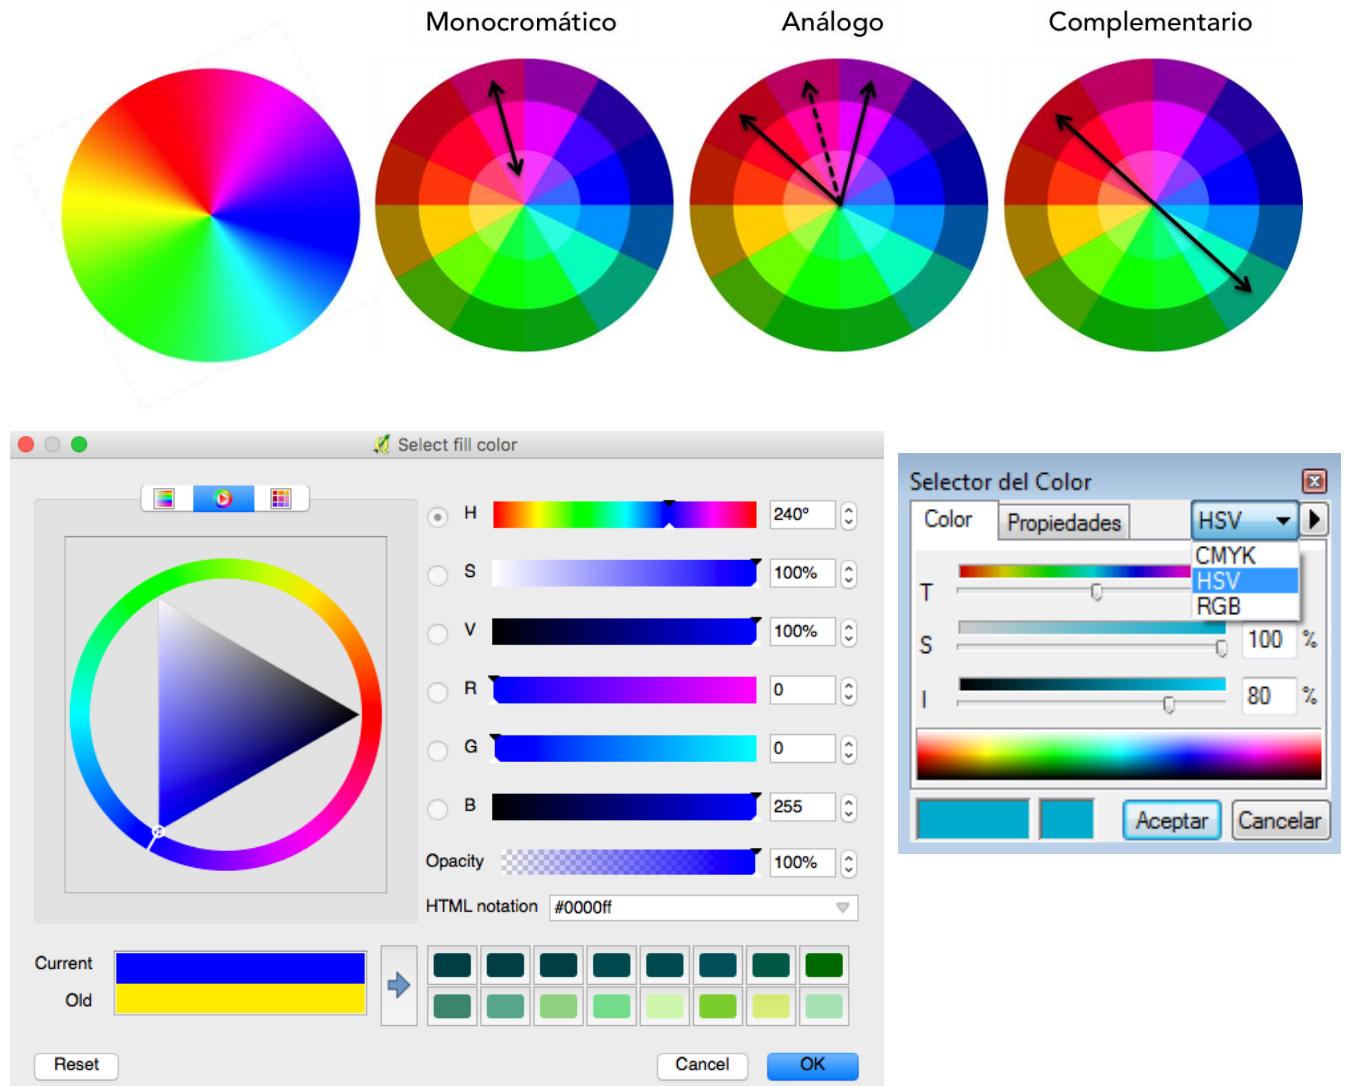 Monocromático
Análogo
Complementario
Select fill color
H
240°
S
100%
V
100%
R
0
G
0
B
255
Opacity
100%
HTML notation
#0000ff
Current
Old
Reset
Cancel
OK
Selector del Color
Color
Propiedades
HSV
CMYK
HSV
RGB
T
S
100
%
I
80
%
Aceptar
Cancelar